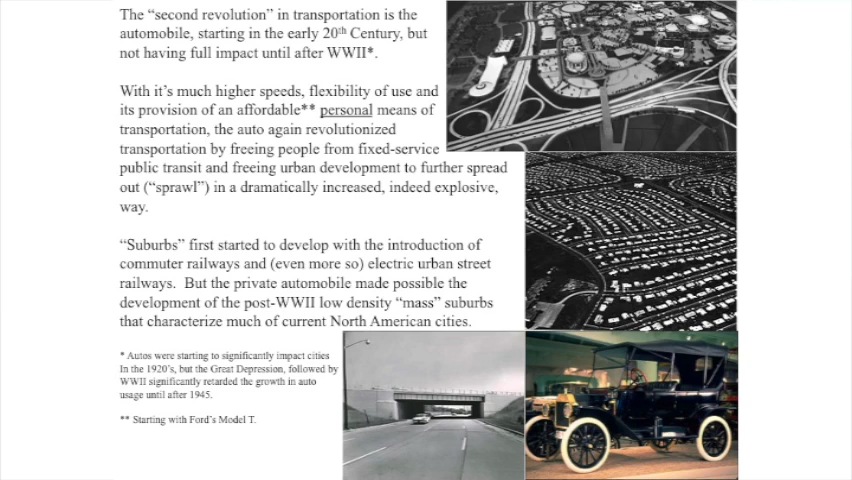 The “second revolution” in transportation is the
automobile, starting in the early 20th Century, but
not having full impact until after WWII*.
With it’s much higher speeds, flexibility of use and
its provision of an affordable** personal means of
transportation, the auto again revolutionized
transportation by freeing people from fixed-service
public transit and freeing urban development to further spread
out (“sprawl”) in a dramatically increased, indeed explosive,
way.
“Suburbs” first started to develop with the introduction of
commuter railways and (even more so) electric urban street
railways.  But the private automobile made possible the
development of the post-WWII low density “mass” suburbs
that characterize much of current North American cities.
* Autos were starting to significantly impact cities
In the 1920’s, but the Great Depression, followed by
WWII significantly retarded the growth in auto
usage until after 1945.
** Starting with Ford’s Model T.